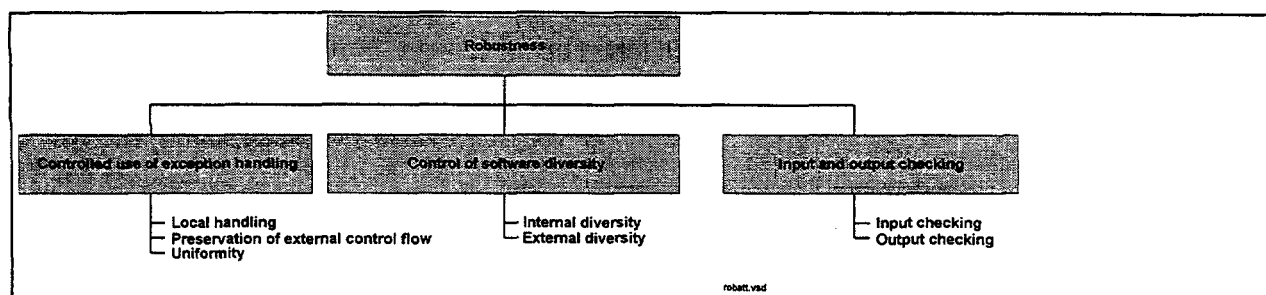 Robustness
Controlled use of exception handling
Control of software diversity
Input and output checking
Local handling
Preservation of external control flow
Uniformity
Internal diversity
External diversity
Input checking
Output checking
robatt.vsd